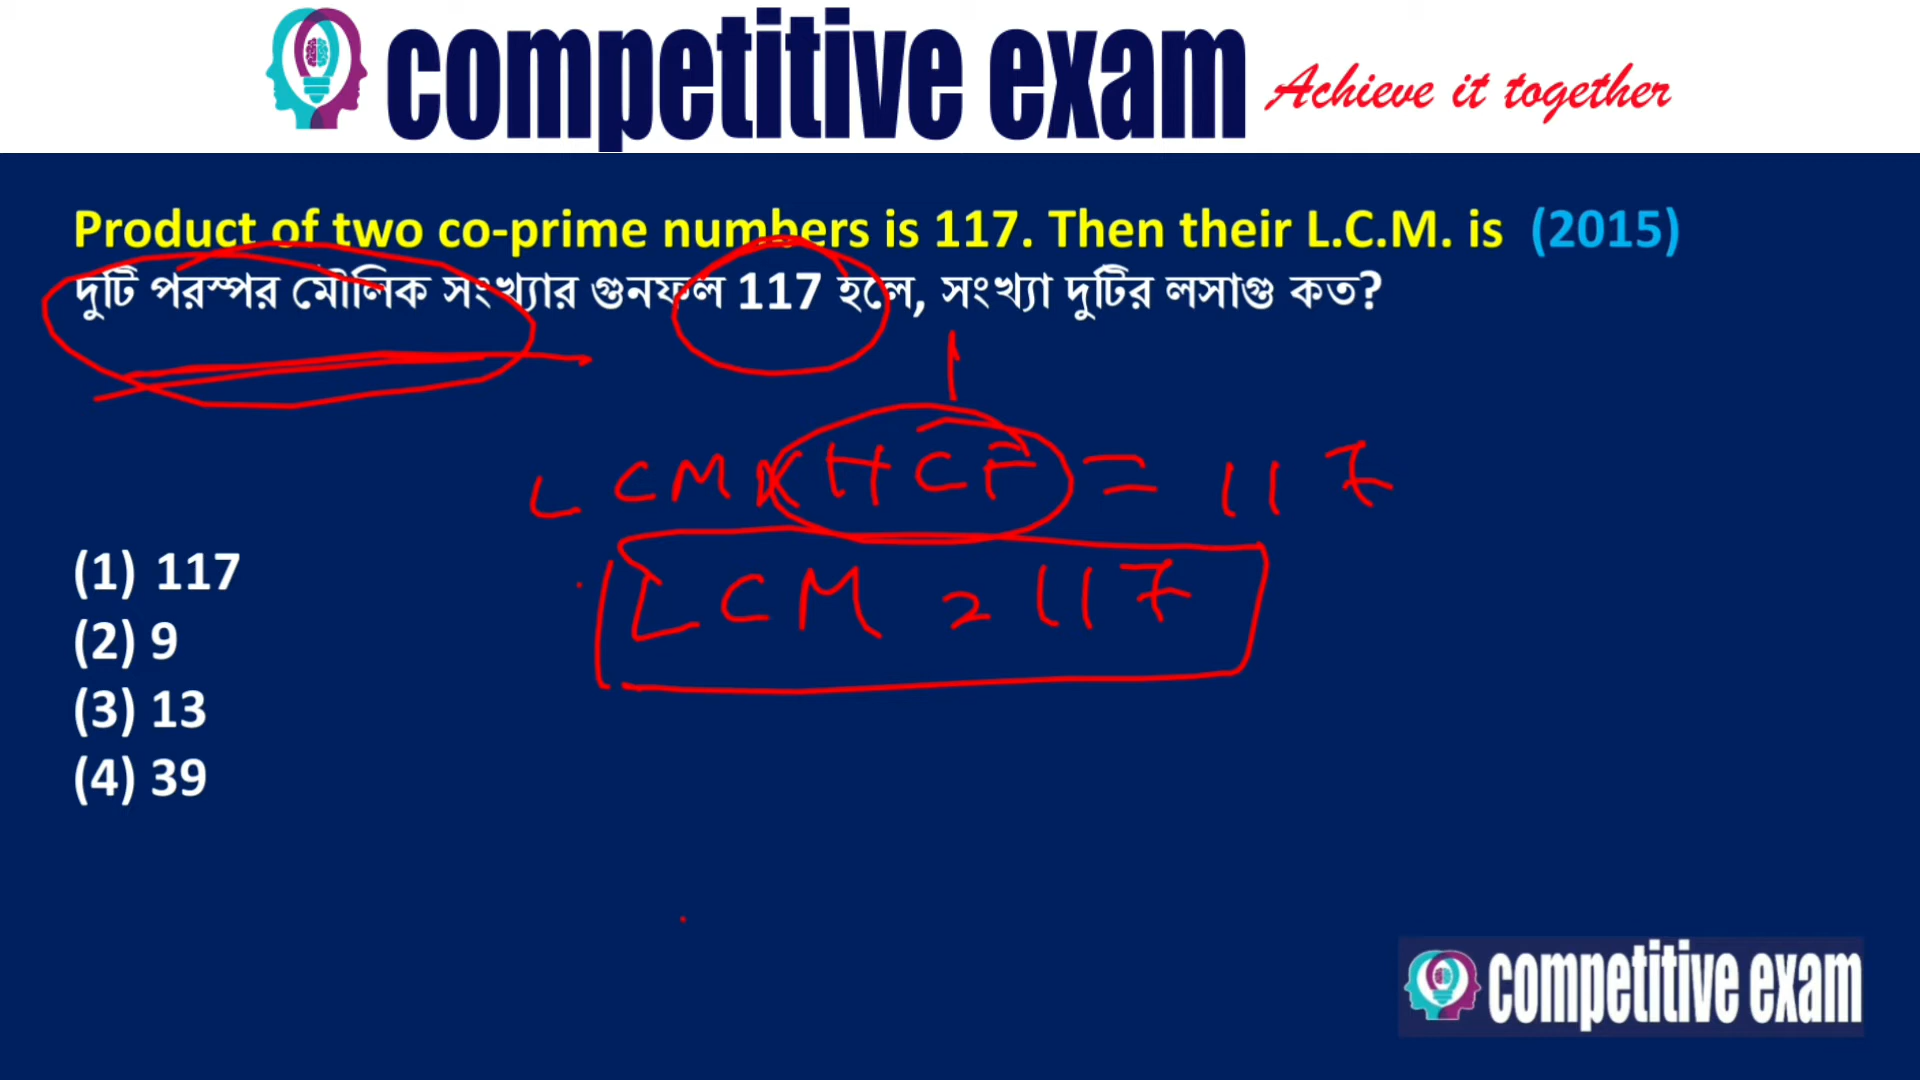 competitive exam Achieve it together
Product of two co-prime numbers is 117. Then their L.C.M. is (2015)
দুটি পরস্পর মৌলিক সংখ্যার গুনফল 117 হলে, সংখ্যা দুটির লসাগু কত?
1
LCM X HCF = 117
LCM = 117
(1) 117
(2) 9
(3) 13
(4) 39
competitive exam